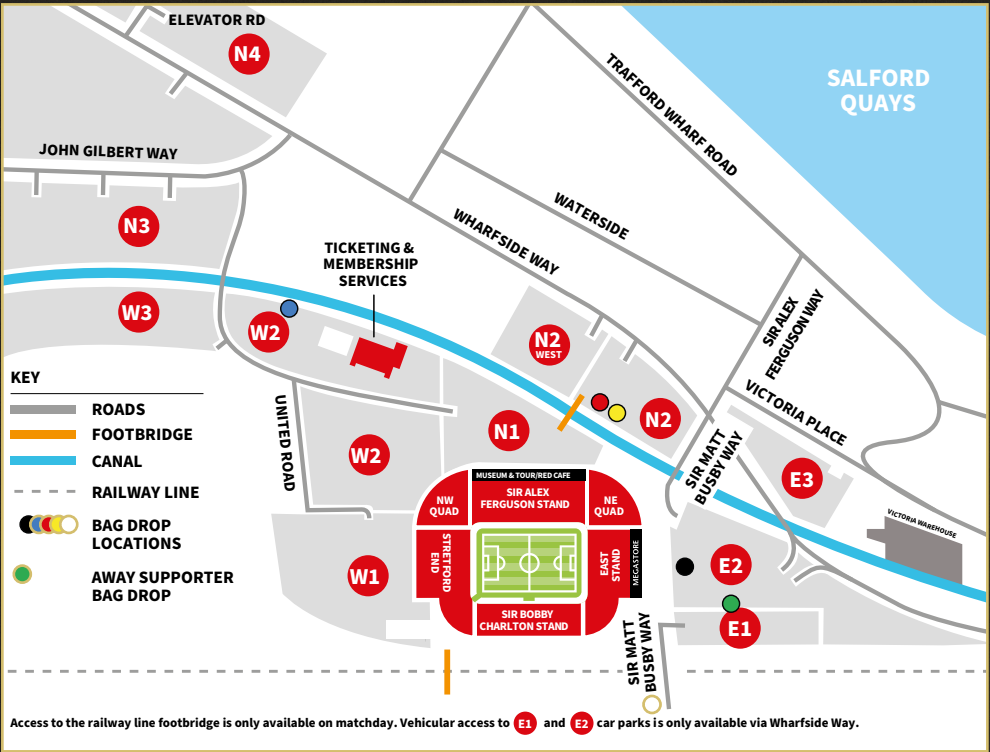 ELEVATOR RD
N4
SALFORD
QUAYS
TRAFFORD WHARF ROAD
JOHN GILBERT WAY
WATERSIDE
WHARFSIDE WAY
N3
TICKETING &
MEMBERSHIP
SERVICES
SIR ALEX
FERGUSON WAY
W3
W2
N2
WEST
KEY
ROADS
FOOTBRIDGE
CANAL
RAILWAY LINE
BAG DROP
LOCATIONS
AWAY SUPPORTER
BAG DROP
UNITED ROAD
W2
N1
N2
VICTORIA PLACE
SIR MATT
BUSBY WAY
E3
VICTORIA WAREHOUSE
MUSEUM & TOUR/RED CAFE
NW
QUAD
SIR ALEX
FERGUSON STAND
NE
QUAD
STRETFORD
END
EAST
STAND
MEGASTORE
W1
E2
SIR BOBBY
CHARLTON STAND
E1
SIR MATT
BUSBY WAY
Access to the railway line footbridge is only available on matchday. Vehicular access to E1 and E2 car parks is only available via Wharfside Way.